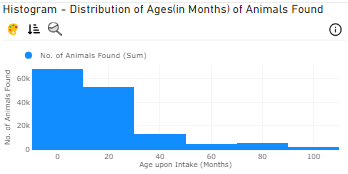 Histogram - Distribution of Ages(in Months) of Animals Found
No. of Animals Found (Sum)
No. of Animals Found
60k
40k
20k
0
0 20 40 60 80 100
Age upon Intake (Months)